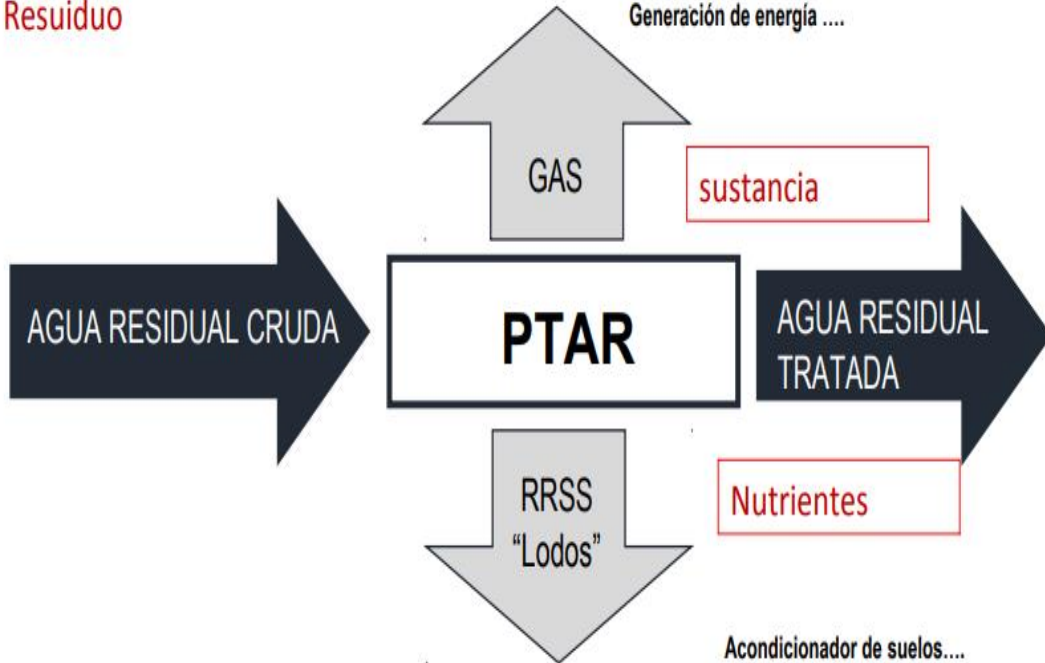 Resuiduo
Generación de energía ....
GAS
sustancia
AGUA RESIDUAL CRUDA
PTAR
AGUA RESIDUAL
TRATADA
RRSS
“Lodos”
Nutrientes
Acondicionador de suelos....